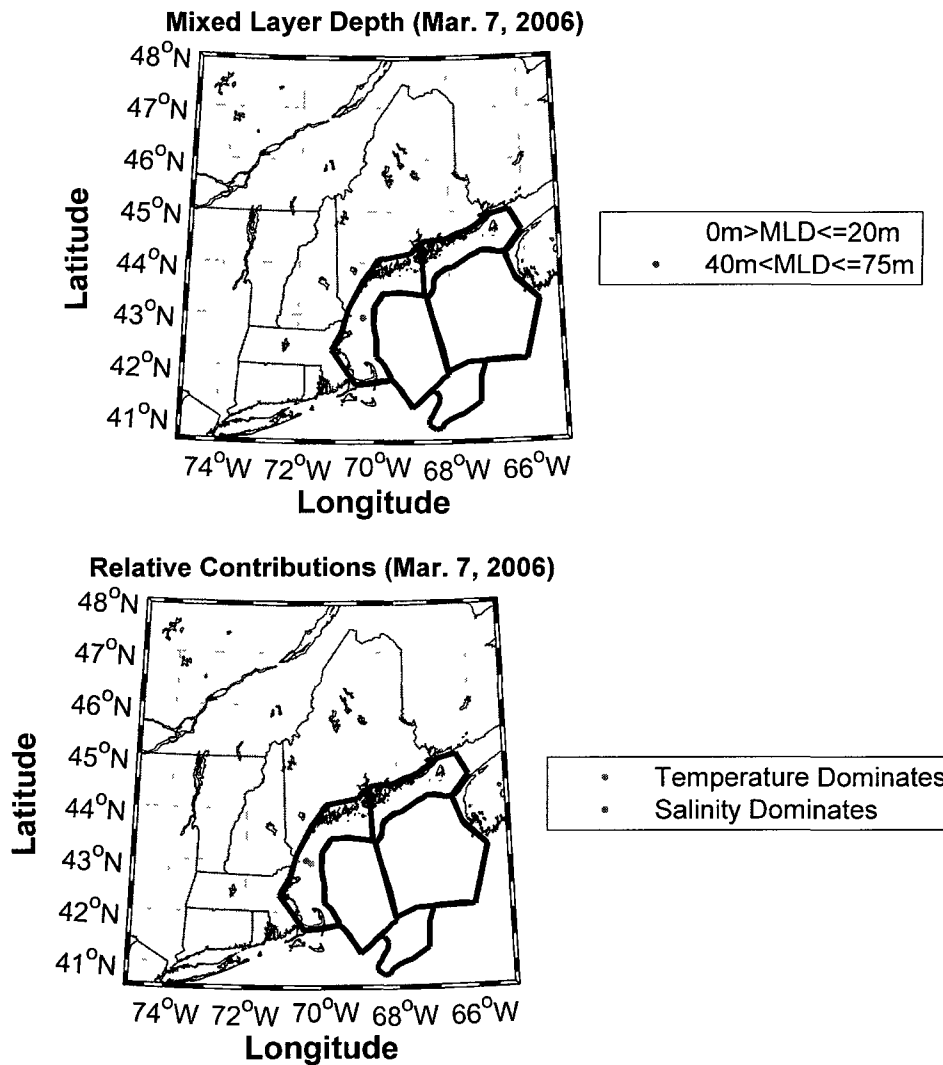 Mixed Layer Depth (Mar. 7, 2006)
48°N
47°N
46°N
45°N
44°N
43°N
42°N
41°N
Latitude
74°W 72°W 70°W 68°W 66°W
Longitude
0m>MLD<=20m
40m<MLD<=75m
Relative Contributions (Mar. 7, 2006)
48°N
47°N
46°N
45°N
44°N
43°N
42°N
41°N
Latitude
74°W 72°W 70°W 68°W 66°W
Longitude
Temperature Dominates
Salinity Dominates